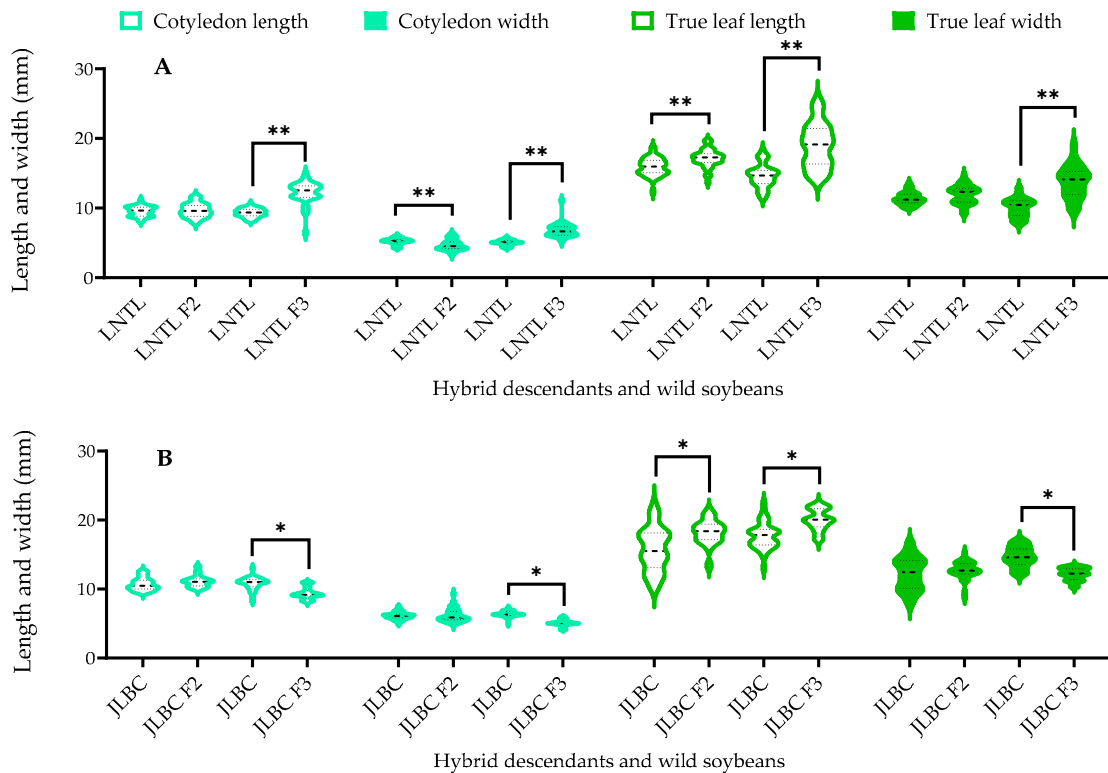 Cotyledon length Cotyledon width True leaf length True leaf width
A
Length and width (mm)
30
20
10
0
** ** ** ** ** **
LNTL LNTL F2 LNTL LNTL F3 LNTL LNTL F2 LNTL LNTL F3 LNTL LNTL F2 LNTL LNTL F3 LNTL LNTL F2 LNTL LNTL F3
Hybrid descendants and wild soybeans
B
Length and width (mm)
30
20
10
0
* * * * *
JLBC JLBC F2 JLBC JLBC F3 JLBC JLBC F2 JLBC JLBC F3 JLBC JLBC F2 JLBC JLBC F3 JLBC JLBC F2 JLBC JLBC F3
Hybrid descendants and wild soybeans